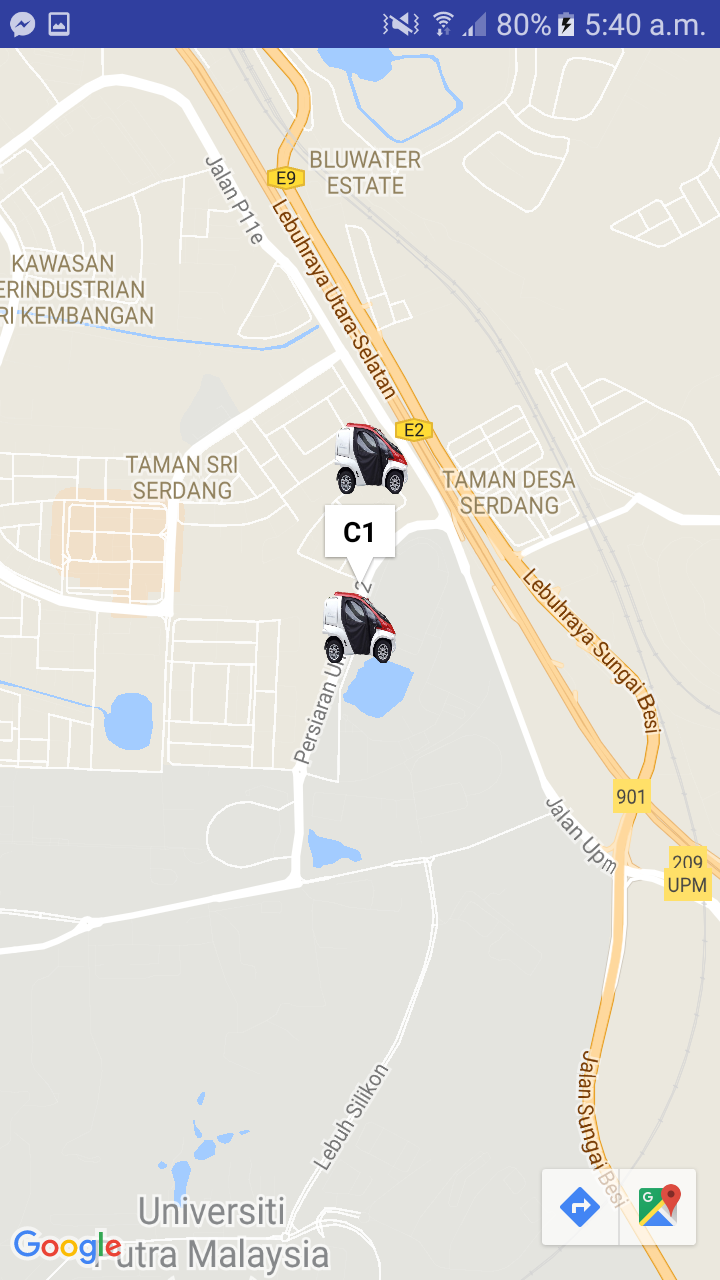 80% 5:40 a.m.
BLUWATER
ESTATE
E9
Jalan P11e
Lebuhraya Utara-Selatan
KAWASAN
ERINDUSTRIAN
RI KEMBANGAN
E2
TAMAN SRI
SERDANG
TAMAN DESA
SERDANG
C1
2
Lebuhraya Sungai Besi
Persiaran
901
Jalan Upm
209
UPM
Lebuh Silikon
Jalan Sungai Besi
Universiti
Putra Malaysia
Google
G